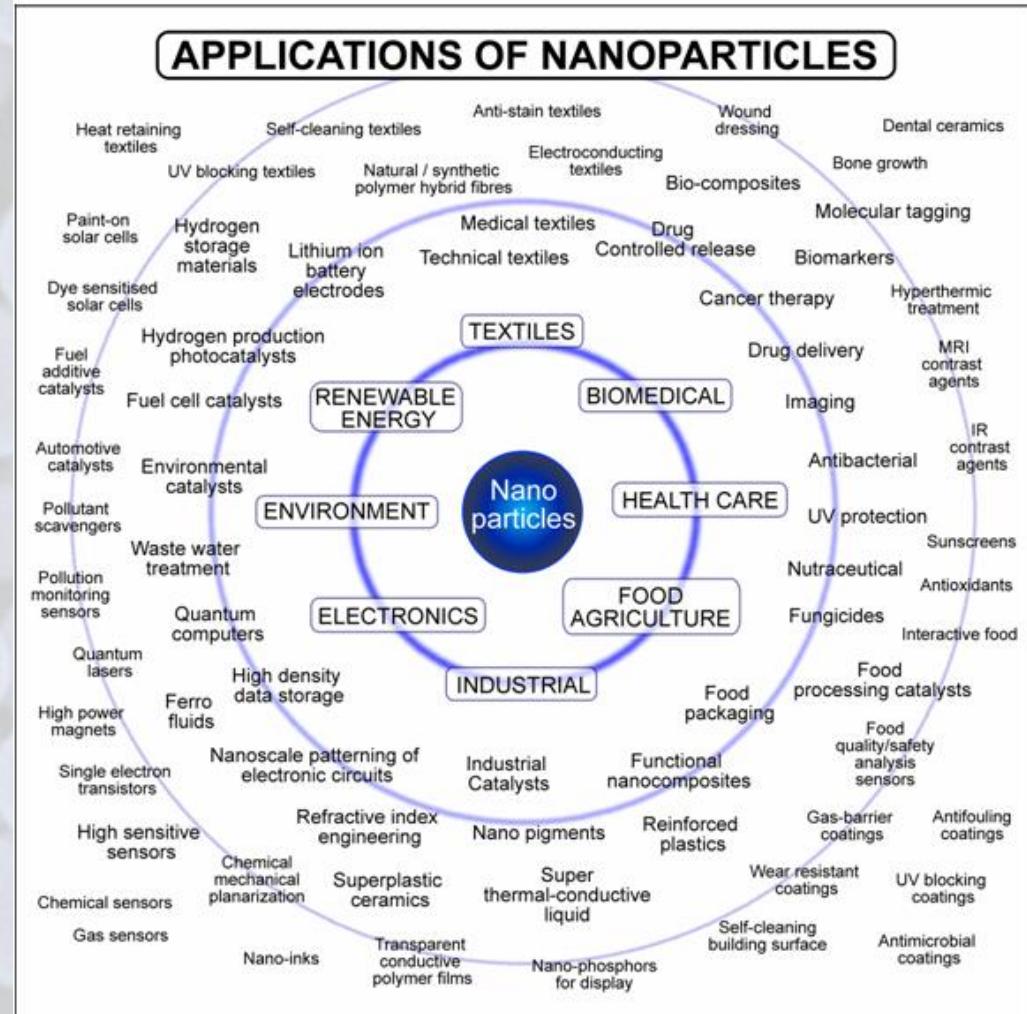 APPLICATIONS OF NANOPARTICLES
Anti-stain textiles
Wound
dressing
Dental ceramics
Heat retaining
textiles
Self-cleaning textiles
Electroconducting
textiles
Bone growth
UV blocking textiles
Natural / synthetic
polymer hybrid fibres
Bio-composites
Paint-on
solar cells
Hydrogen
storage
materials
Lithium ion
battery
electrodes
Medical textiles
Technical textiles
Drug
Controlled release
Molecular tagging
Biomarkers
Dye sensitised
solar cells
Cancer therapy
Hyperthermic
treatment
Hydrogen production
photocatalysts
TEXTILES
Drug delivery
MRI
contrast
agents
Fuel
additive
catalysts
Fuel cell catalysts
RENEWABLE
ENERGY
BIOMEDICAL
Imaging
IR
contrast
agents
Automotive
catalysts
Environmental
catalysts
Antibacterial
Pollutant
scavengers
ENVIRONMENT
Nano
particles
HEALTH CARE
UV protection
Sunscreens
Waste water
treatment
Nutraceutical
Antioxidants
Pollution
monitoring
sensors
Quantum
computers
ELECTRONICS
FOOD
AGRICULTURE
Fungicides
Interactive food
Quantum
lasers
High density
data storage
INDUSTRIAL
Food
packaging
Food
processing catalysts
High power
magnets
Ferro
fluids
Food
quality/safety
analysis
sensors
Single electron
transistors
Nanoscale patterning of
electronic circuits
Industrial
Catalysts
Functional
nanocomposites
High sensitive
sensors
Refractive index
engineering
Nano pigments
Reinforced
plastics
Gas-barrier
coatings
Antifouling
coatings
Chemical
mechanical
planarization
Superplastic
ceramics
Super
thermal-conductive
liquid
Wear resistant
coatings
UV blocking
coatings
Chemical sensors
Gas sensors
Nano-inks
Transparent
conductive
polymer films
Nano-phosphors
for display
Self-cleaning
building surface
Antimicrobial
coatings